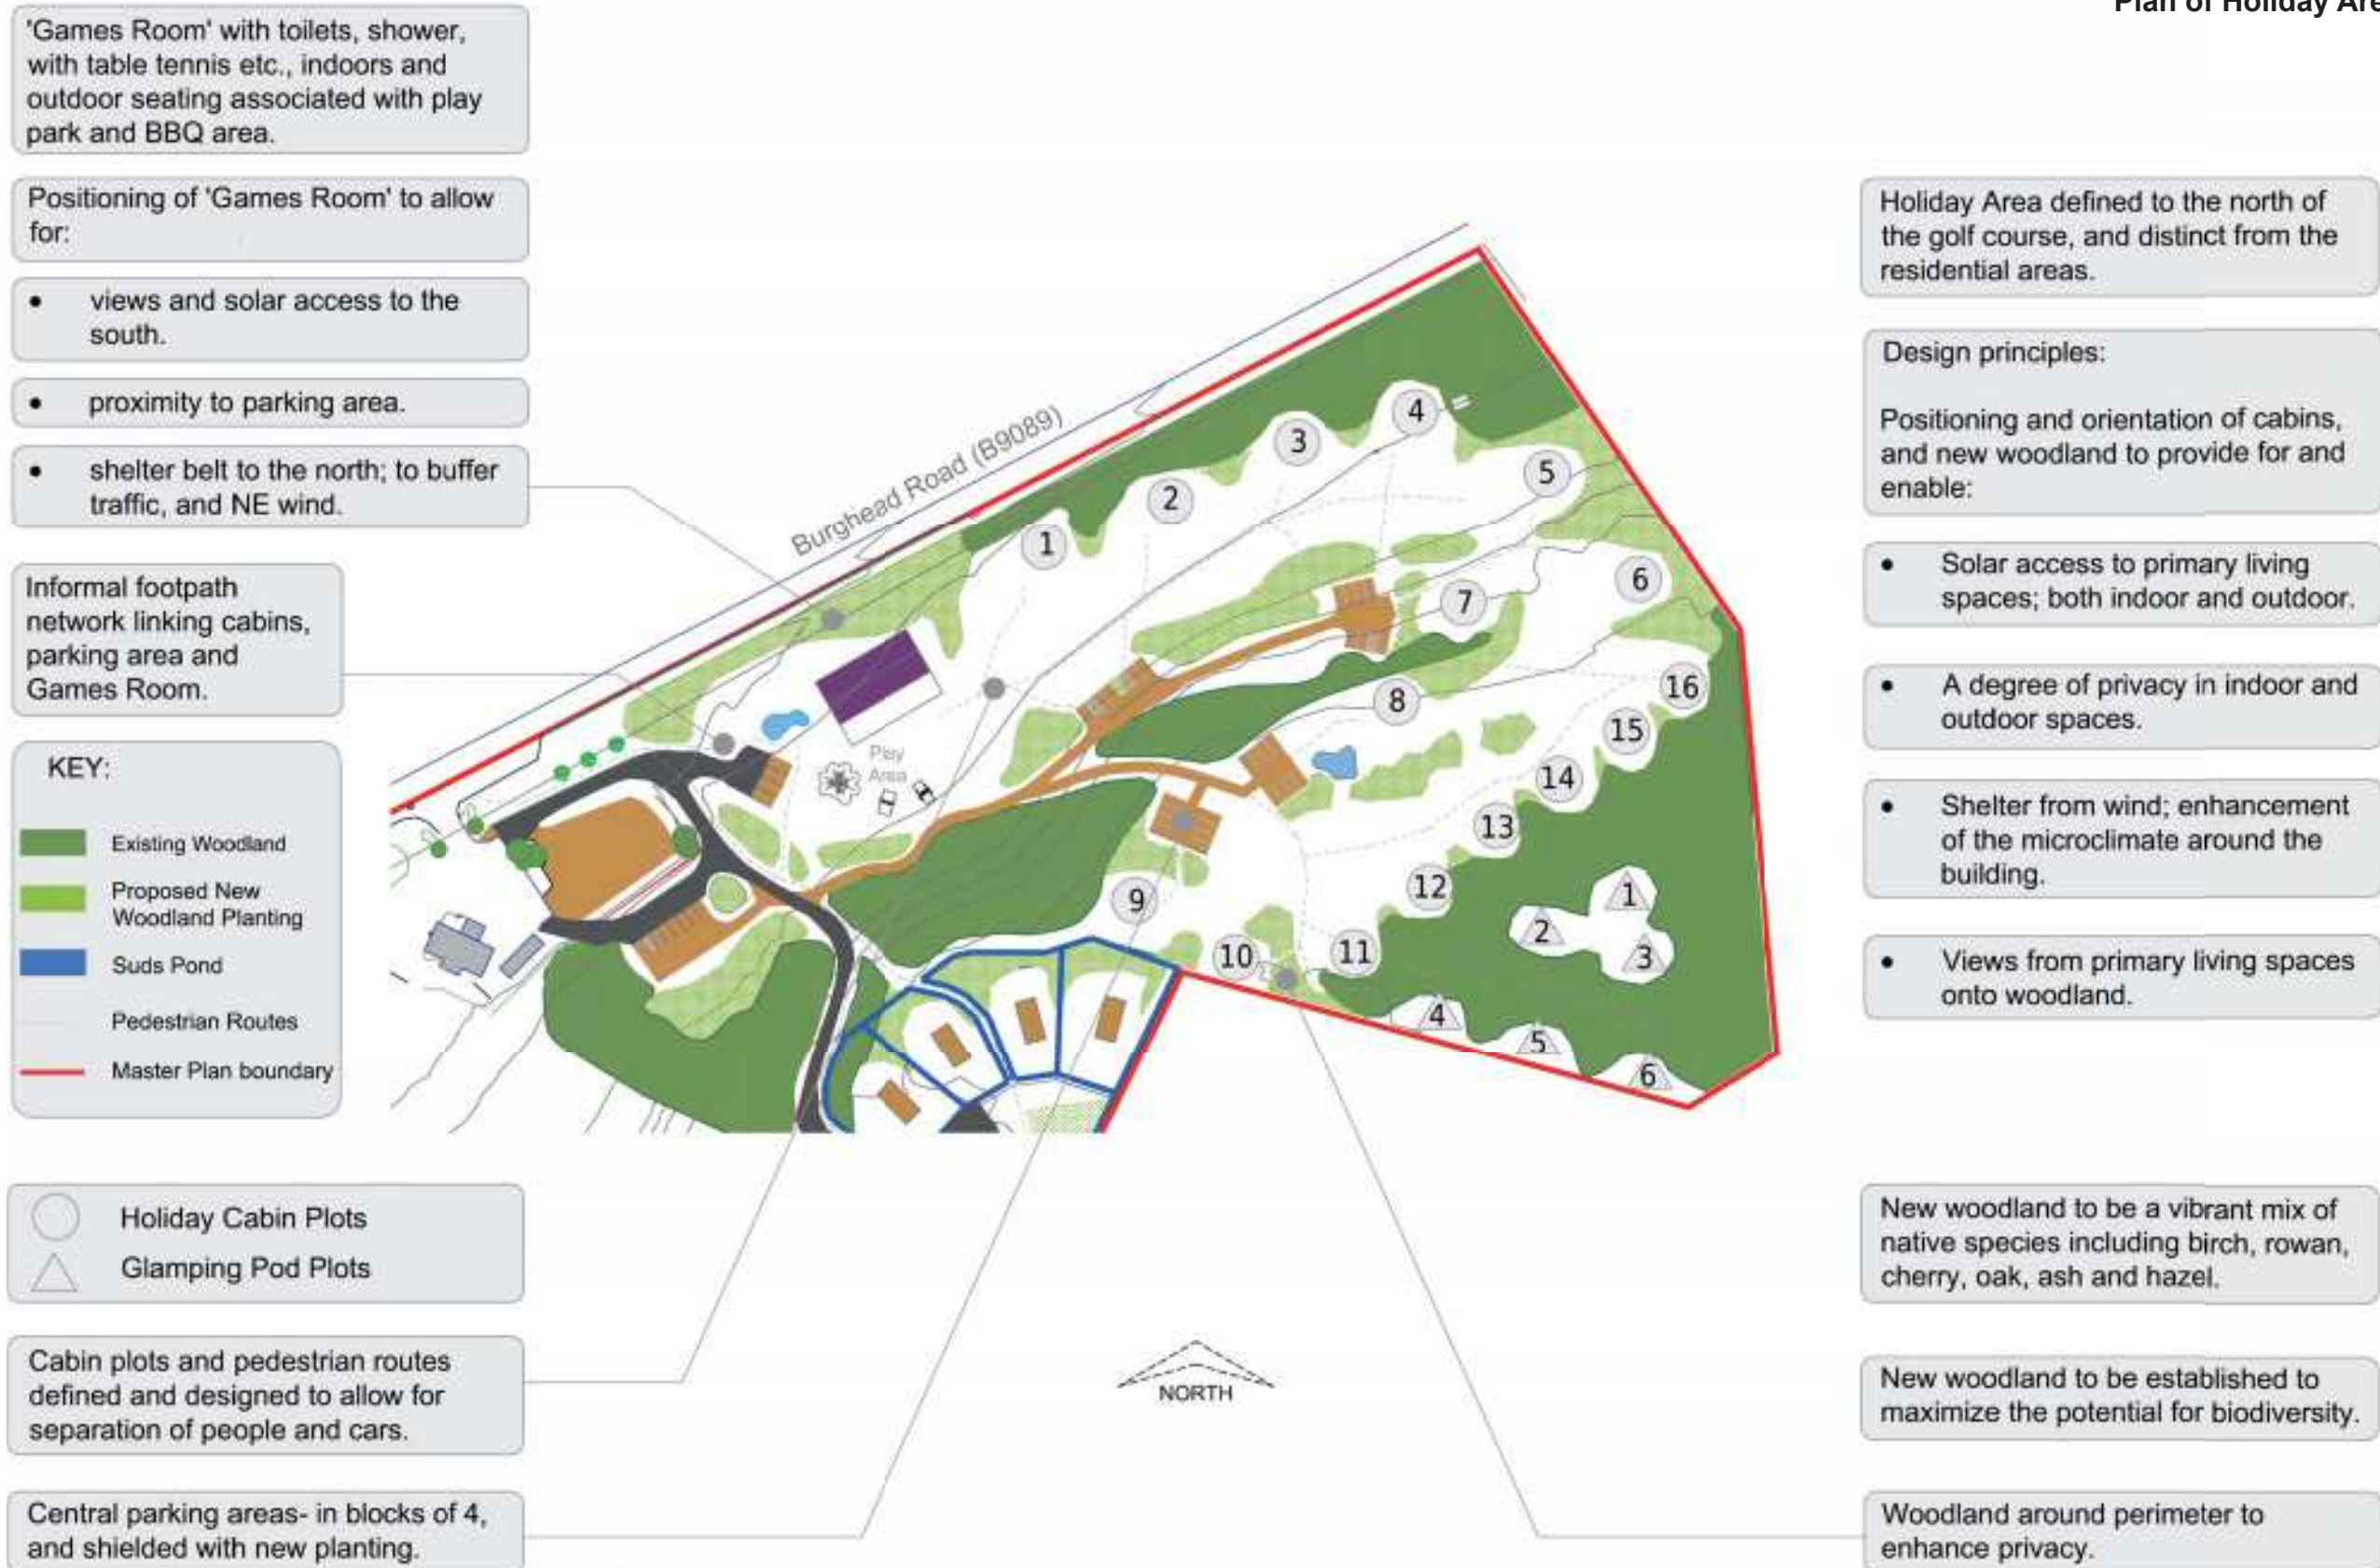 Plan of Holiday Are
'Games Room' with toilets, shower,
with table tennis etc., indoors and
outdoor seating associated with play
park and BBQ area.
Positioning of 'Games Room' to allow
for:
• views and solar access to the
south.
• proximity to parking area.
• shelter belt to the north; to buffer
traffic, and NE wind.
Informal footpath
network linking cabins,
parking area and
Games Room.
KEY:
Existing Woodland
Proposed New
Woodland Planting
Suds Pond
Pedestrian Routes
Master Plan boundary
Holiday Cabin Plots
Glamping Pod Plots
Cabin plots and pedestrian routes
defined and designed to allow for
separation of people and cars.
Central parking areas- in blocks of 4,
and shielded with new planting.
Burghead Road (B9089)
Play
Area
1
2
3
4
5
6
7
8
9
10
11
12
13
14
15
16
1
2
3
4
5
6
NORTH
Holiday Area defined to the north of
the golf course, and distinct from the
residential areas.
Design principles:
Positioning and orientation of cabins,
and new woodland to provide for and
enable:
• Solar access to primary living
spaces; both indoor and outdoor.
• A degree of privacy in indoor and
outdoor spaces.
• Shelter from wind; enhancement
of the microclimate around the
building.
• Views from primary living spaces
onto woodland.
New woodland to be a vibrant mix of
native species including birch, rowan,
cherry, oak, ash and hazel.
New woodland to be established to
maximize the potential for biodiversity.
Woodland around perimeter to
enhance privacy.